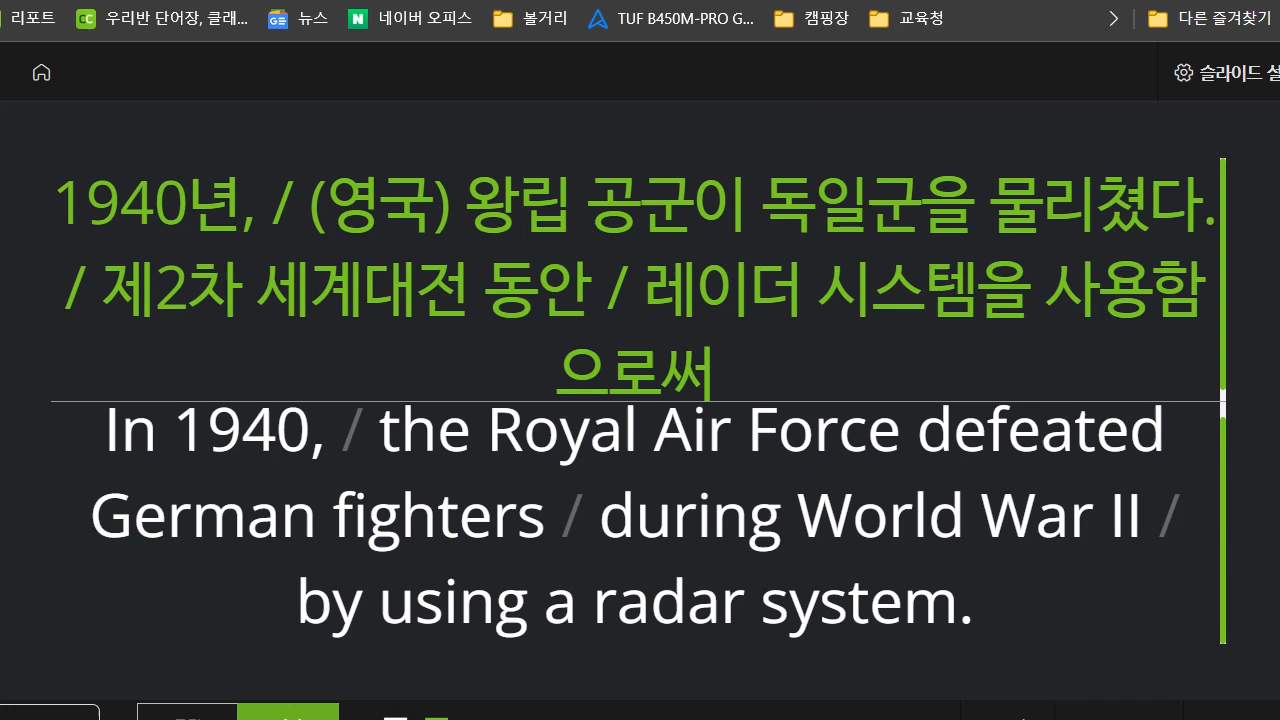 리포트 우리반 단어장, 클래... 뉴스 네이버 오피스 볼거리 TUF B450M-PRO G... 캠핑장 교육청 다른 즐겨찾기
슬라이드
1940년, / (영국) 왕립 공군이 독일군을 물리쳤다.
/ 제2차 세계대전 동안 / 레이더 시스템을 사용함
으로써
In 1940, / the Royal Air Force defeated
German fighters / during World War II /
by using a radar system.